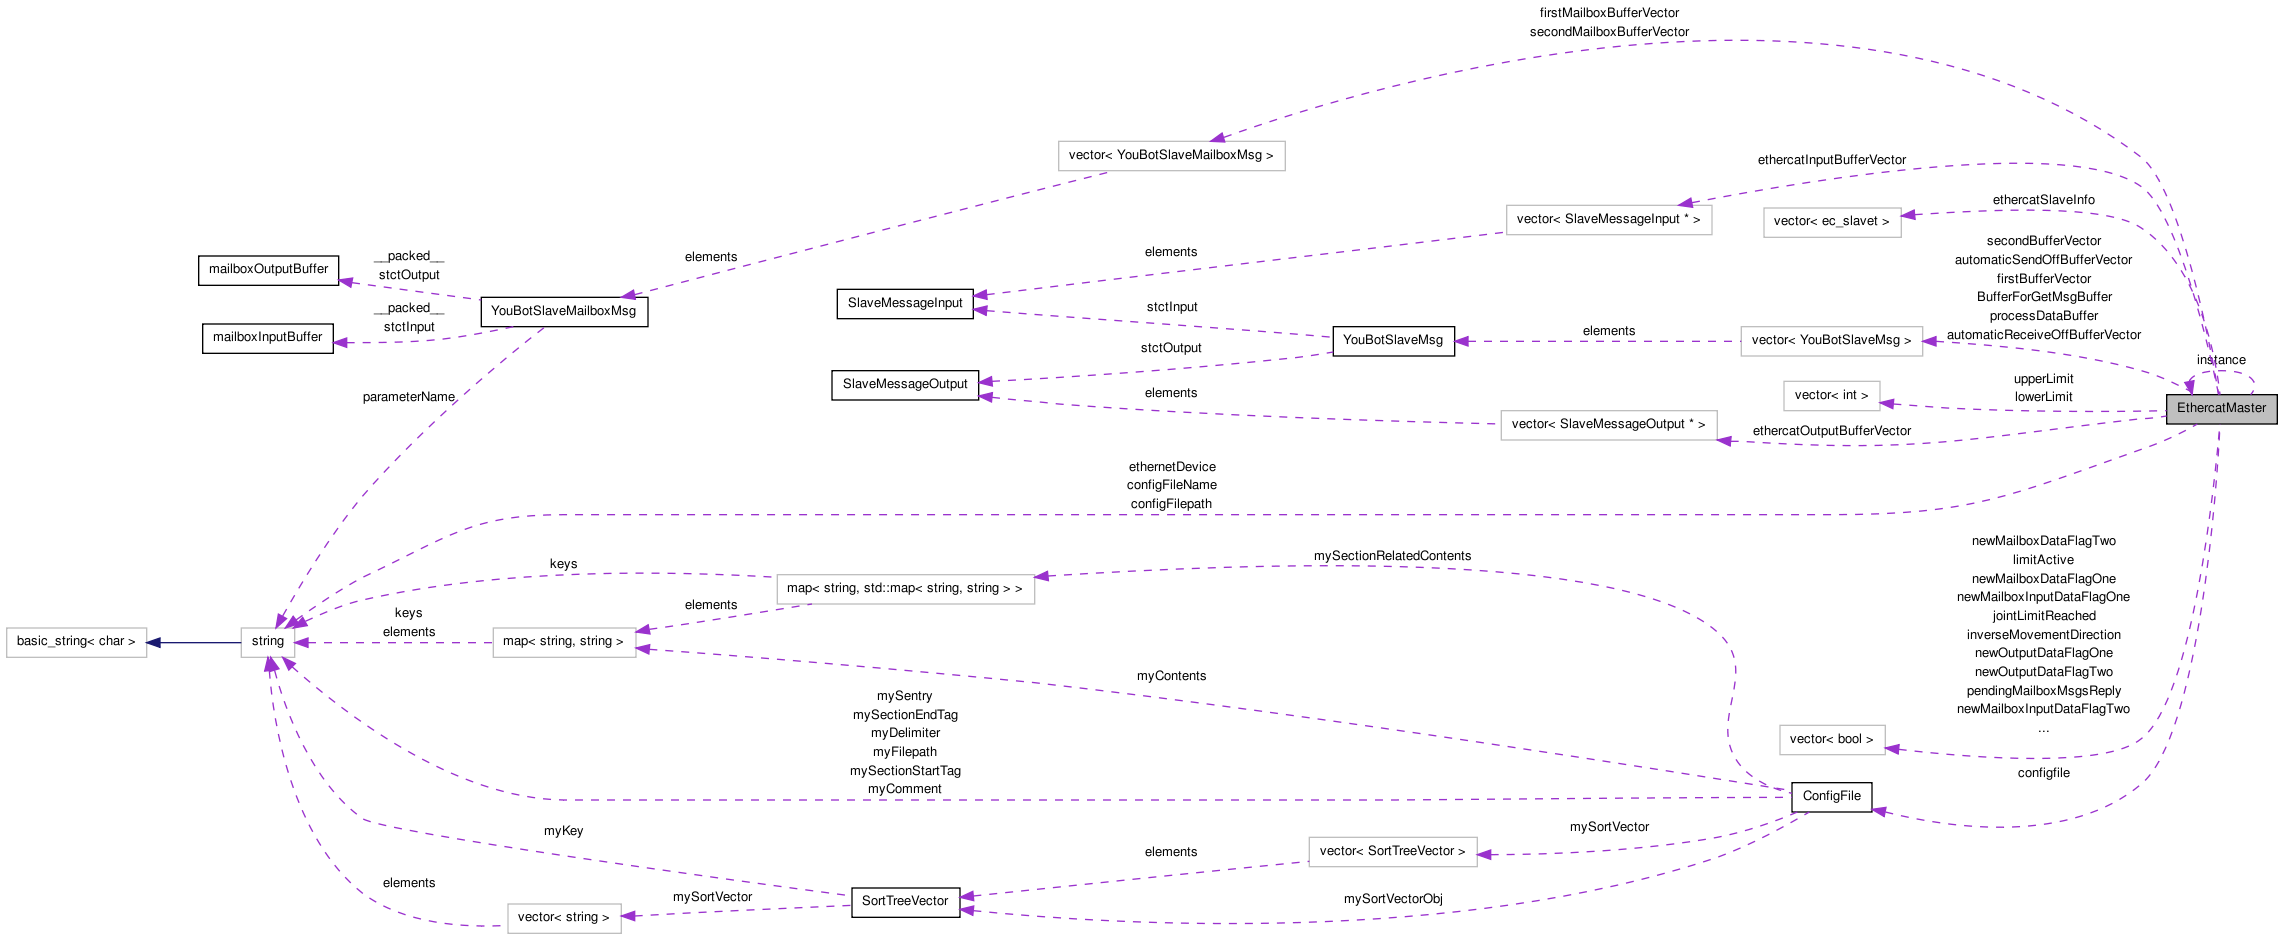 firstMailboxBufferVector
secondMailboxBufferVector
vector< YouBotSlaveMailboxMsg >
ethercatInputBufferVector
ethercatSlaveInfo
vector< SlaveMessageInput * >
vector< ec_slavet >
secondBufferVector
automaticSendOffBufferVector
firstBufferVector
BufferForGetMsgBuffer
processDataBuffer
automaticReceiveOffBufferVector
elements
elements
__packed__
stctOutput
mailboxOutputBuffer
__packed__
stctInput
mailboxInputBuffer
YouBotSlaveMailboxMsg
SlaveMessageInput
stctInput
YouBotSlaveMsg
elements
vector< YouBotSlaveMsg >
stctOutput
instance
SlaveMessageOutput
elements
upperLimit
lowerLimit
vector< int >
EthercatMaster
parameterName
vector< SlaveMessageOutput * >
ethercatOutputBufferVector
ethernetDevice
configFileName
configFilepath
newMailboxDataFlagTwo
limitActive
newMailboxDataFlagOne
newMailboxInputDataFlagOne
jointLimitReached
inverseMovementDirection
newOutputDataFlagOne
newOutputDataFlagTwo
pendingMailboxMsgsReply
newMailboxInputDataFlagTwo
...
mySectionRelatedContents
keys
map< string, std::map< string, string > >
elements
keys
elements
basic_string< char >
string
map< string, string >
myContents
mySentry
mySectionEndTag
myDelimiter
myFilepath
mySectionStartTag
myComment
vector< bool >
configfile
ConfigFile
myKey
mySortVector
elements
vector< SortTreeVector >
elements
mySortVector
SortTreeVector
mySortVectorObj
vector< string >